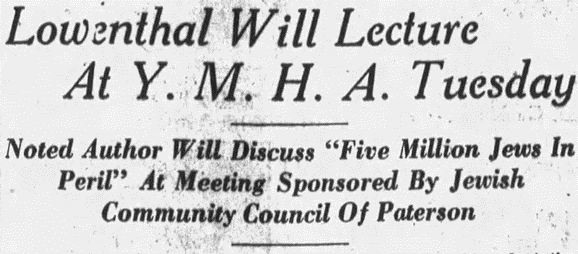 Lowenthal Will Lecture
At Y. M. H. A. Tuesday
Noted Author Will Discuss "Five Million Jews In
Peril" At Meeting Sponsored By Jewish
Community Council Of Paterson